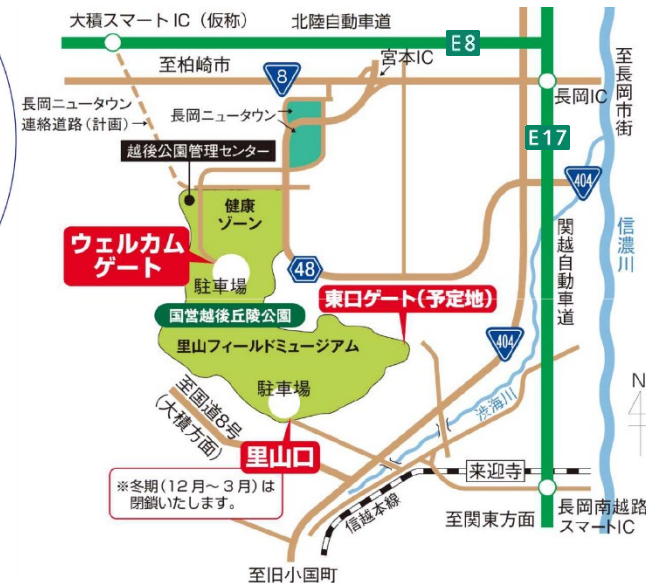 大積スマートIC（仮称）
北陸自動車道
E8
至柏崎市
8
宮本IC
至長岡市街
長岡IC
長岡ニュータウン
連絡道路（計画）
長岡ニュータウン
E17
越後公園管理センター
404
健康
ゾーン
ウェルカム
ゲート
駐車場
48
関越自動車道
信濃川
東口ゲート（予定地）
国営越後丘陵公園
里山フィールドミュージアム
404
駐車場
至国道8号
（大積方面）
渋海川
N
里山口
来迎寺
※冬期（12月～3月）は
閉鎖いたします。
信越本線
至関東方面
長岡南越路
スマートIC
至旧小国町